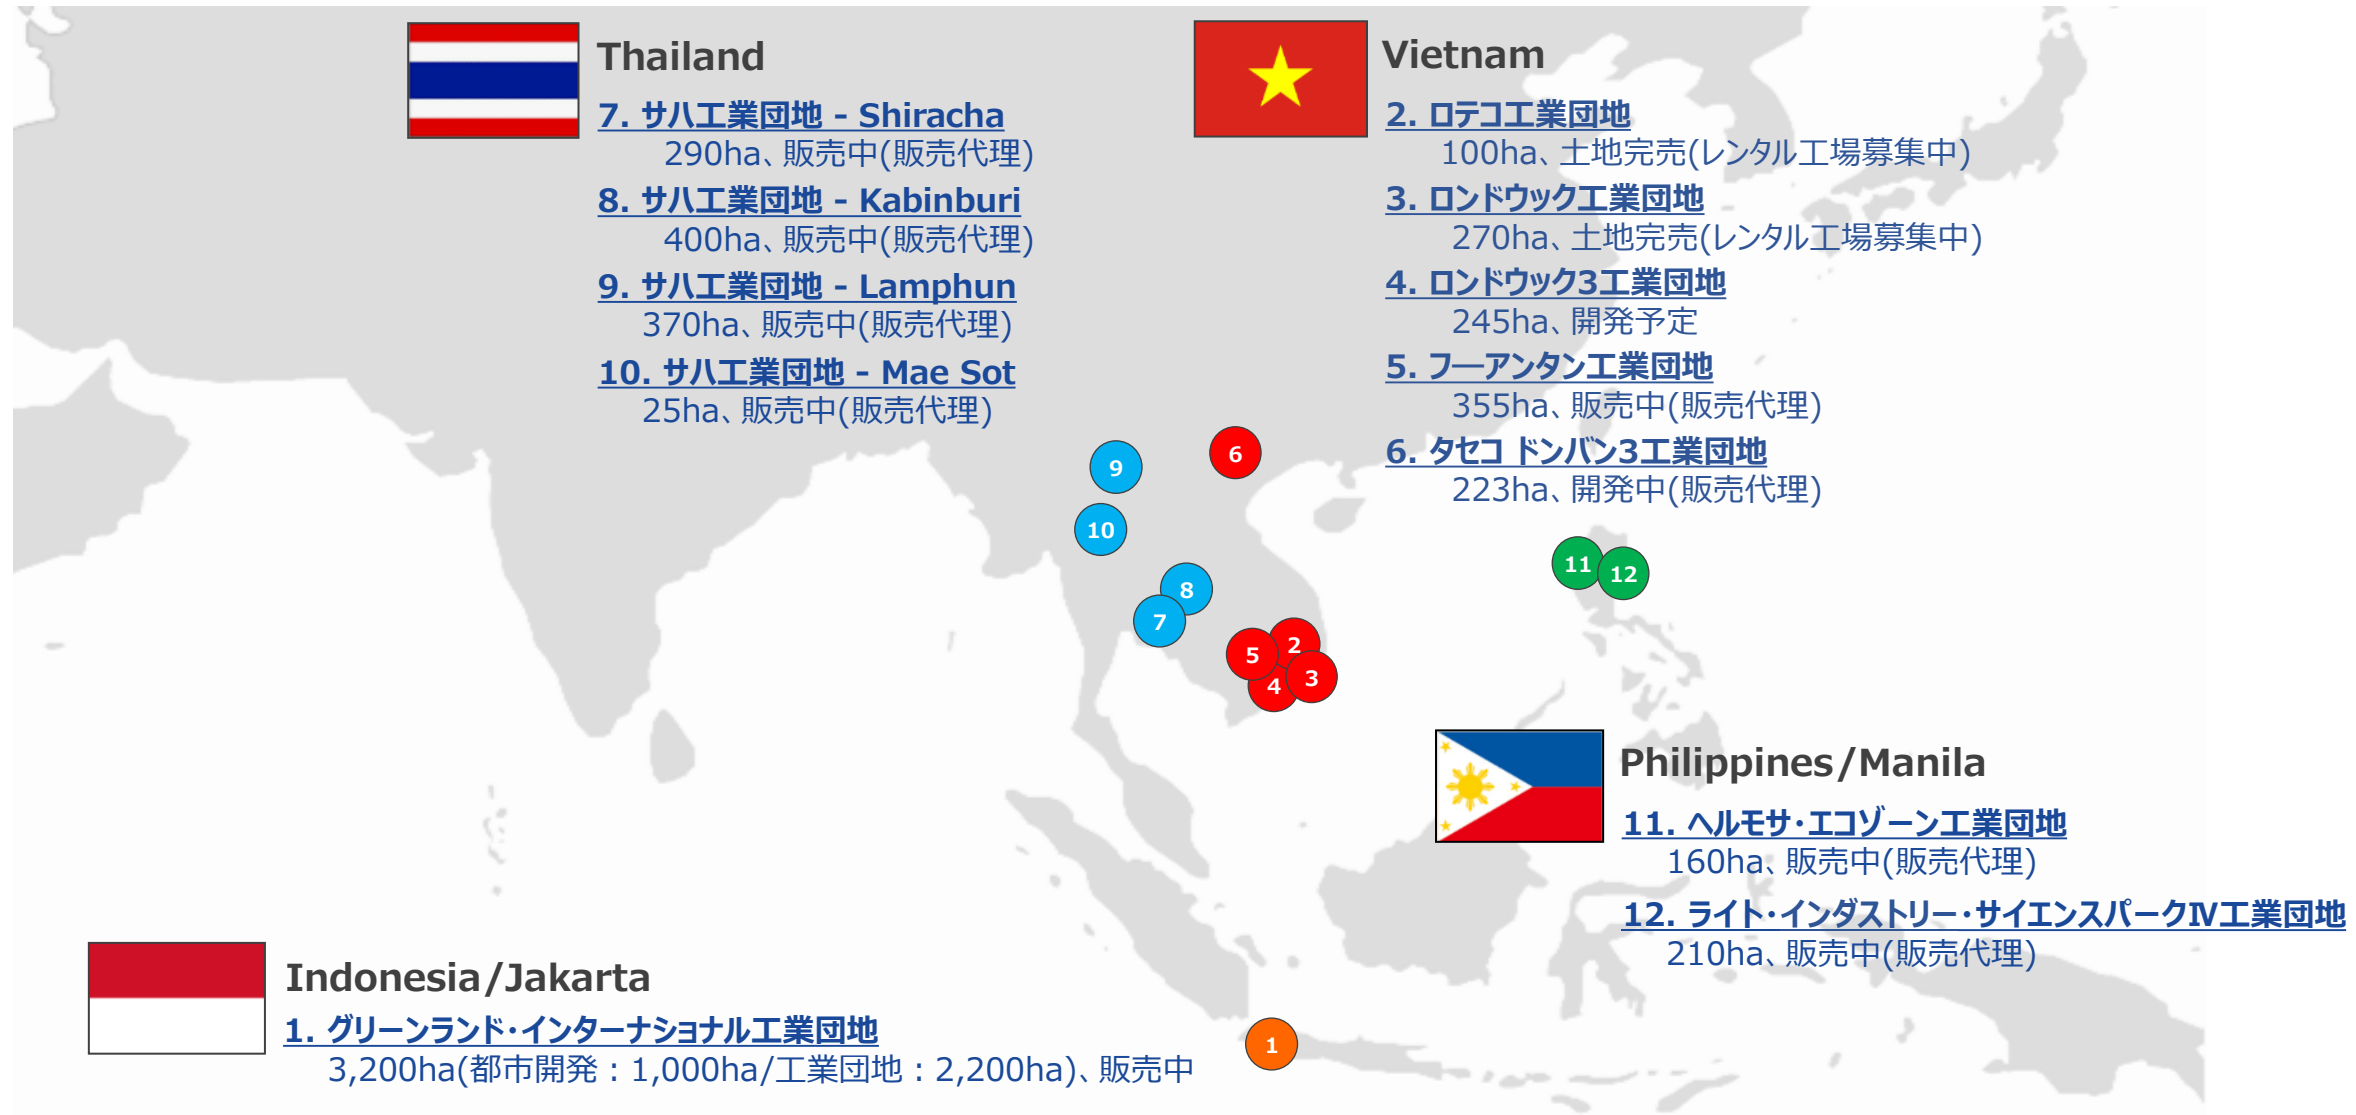 Thailand
7. サハ工業団地 - Shiracha
290ha、販売中(販売代理)
8. サハ工業団地 - Kabinburi
400ha、販売中(販売代理)
9. サハ工業団地 - Lamphun
370ha、販売中(販売代理)
10. サハ工業団地 - Mae Sot
25ha、販売中(販売代理)
Vietnam
2. ロテコ工業団地
100ha、土地完売(レンタル工場募集中)
3. ロンドウック工業団地
270ha、土地完売(レンタル工場募集中)
4. ロンドウック3工業団地
245ha、開発予定
5. フーアンタン工業団地
355ha、販売中(販売代理)
6. タセコ ドンバン3工業団地
223ha、開発中(販売代理)
9
6
10
11
12
8
7
2
5
3
4
Philippines/Manila
11. ヘルモサ・エコゾーン工業団地
160ha、販売中(販売代理)
12. ライト・インダストリー・サイエンスパークⅣ工業団地
210ha、販売中(販売代理)
Indonesia/Jakarta
1. グリーンランド・インターナショナル工業団地
3,200ha(都市開発：1,000ha/工業団地：2,200ha)、販売中
1